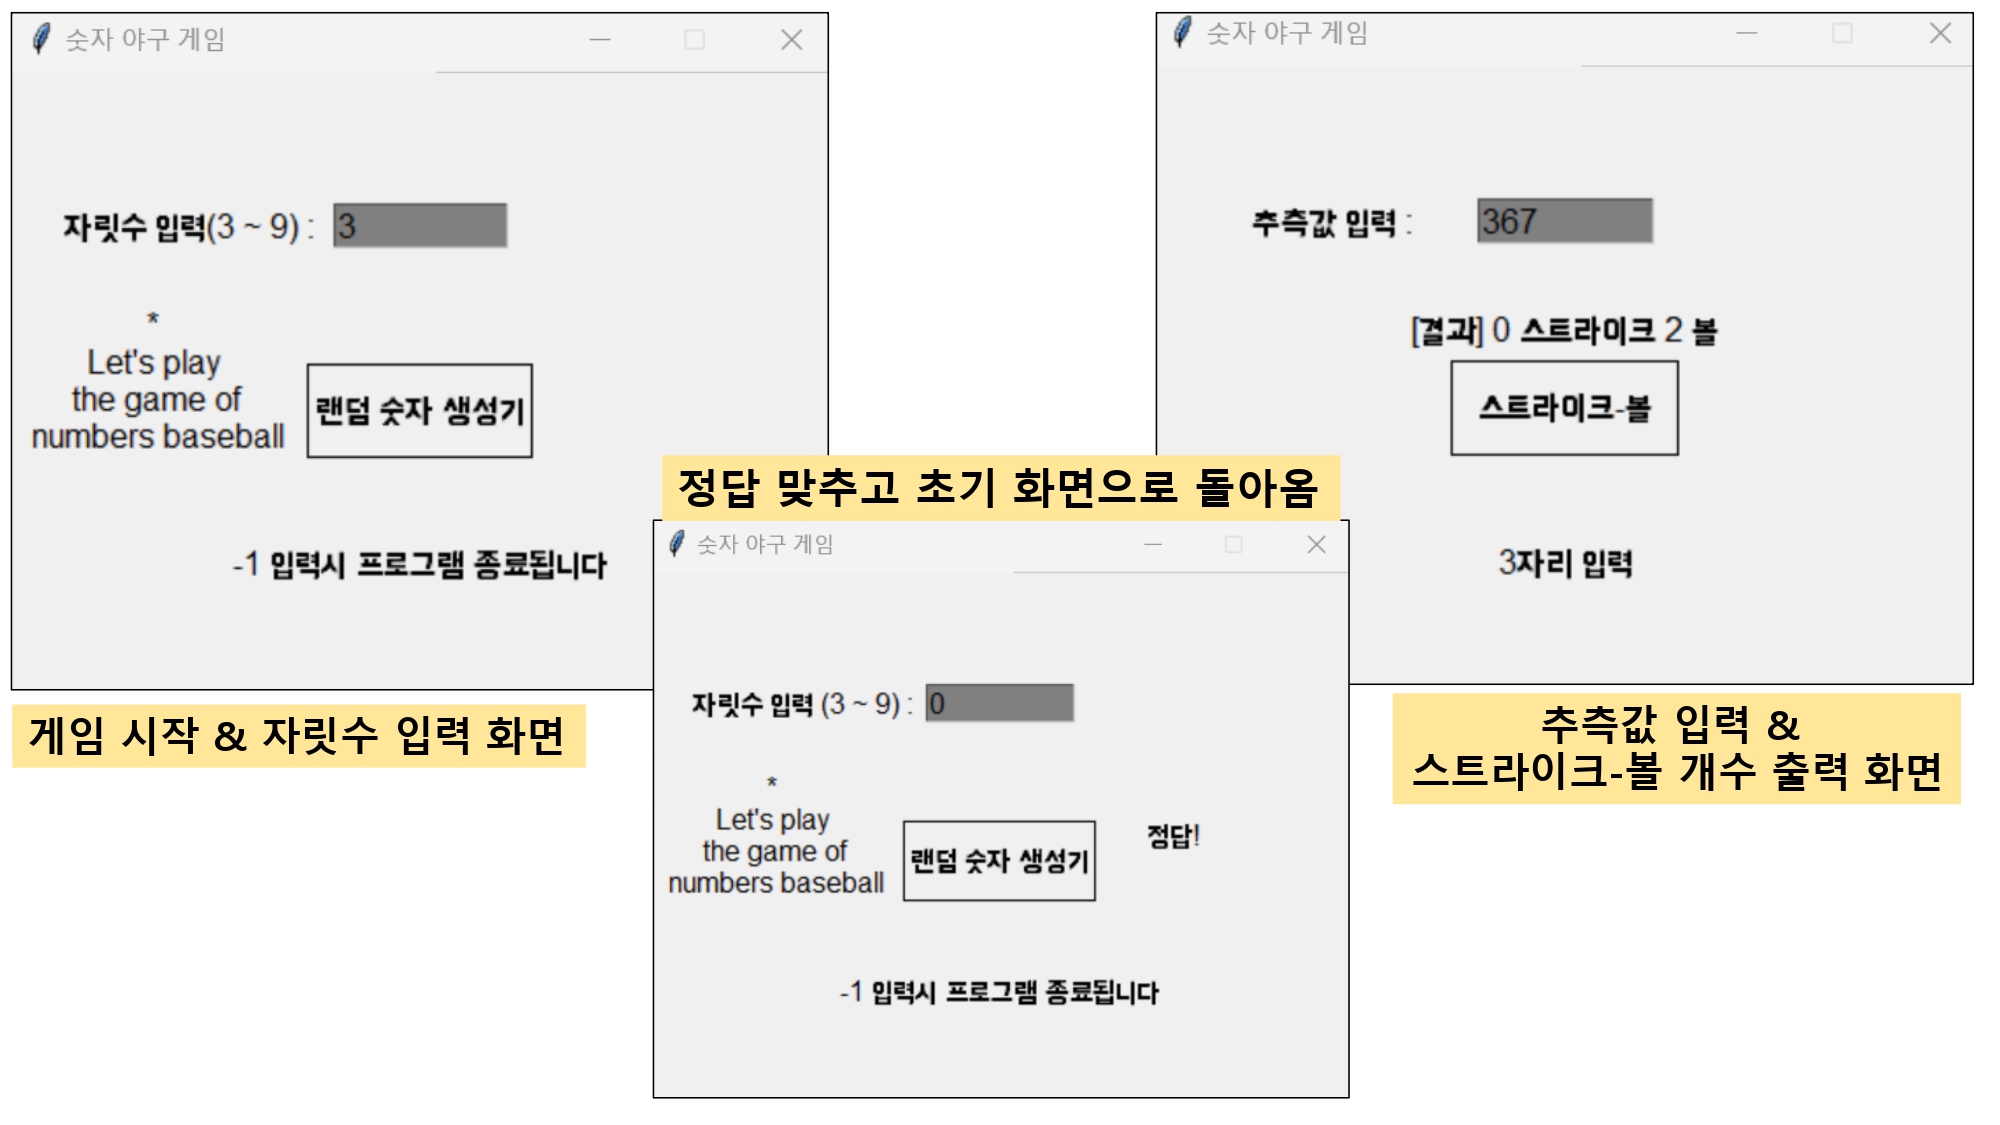 숫자 야구 게임
자릿수 입력(3 ~ 9) : 3
*
Let's play
the game of
numbers baseball
랜덤 숫자 생성기
-1 입력시 프로그램 종료됩니다
게임 시작 & 자릿수 입력 화면
숫자 야구 게임
추측값 입력 : 367
[결과] 0 스트라이크 2 볼
스트라이크-볼
3자리 입력
추측값 입력 &
스트라이크-볼 개수 출력 화면
정답 맞추고 초기 화면으로 돌아옴
숫자 야구 게임
자릿수 입력 (3 ~ 9) : 0
*
Let's play
the game of
numbers baseball
랜덤 숫자 생성기
정답!
-1 입력시 프로그램 종료됩니다